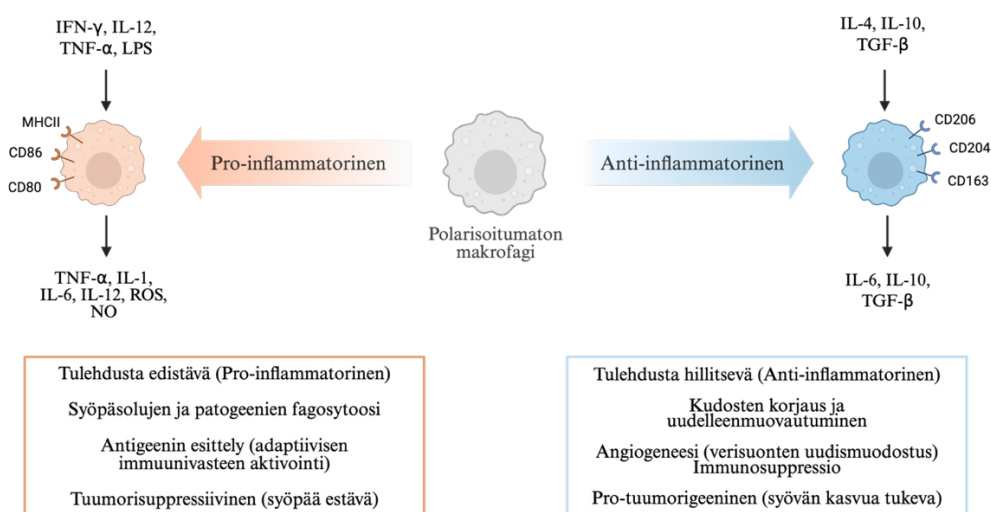 IFN-γ, IL-12,
TNF-α, LPS
MHCII
CD86
CD80
TNF-α, IL-1,
IL-6, IL-12, ROS,
NO
Pro-inflammatorinen
Polarisoitumaton
makrofagi
Anti-inflammatorinen
IL-4, IL-10,
TGF-β
CD206
CD204
CD163
IL-6, IL-10,
TGF-β
Tulehdusta edistävä (Pro-inflammatorinen)
Syöpäsolujen ja patogeenien fagosytoosi
Antigeenin esittely (adaptiivisen
immuunivasteen aktivointi)
Tuumorisuppressiivinen (syöpää estävä)
Tulehdusta hillitsevä (Anti-inflammatorinen)
Kudosten korjaus ja
uudelleenmuovautuminen
Angiogeneesi (verisuonten uudismuodostus)
Immunosuppressio
Pro-tuumorigeeninen (syövän kasvua tukeva)